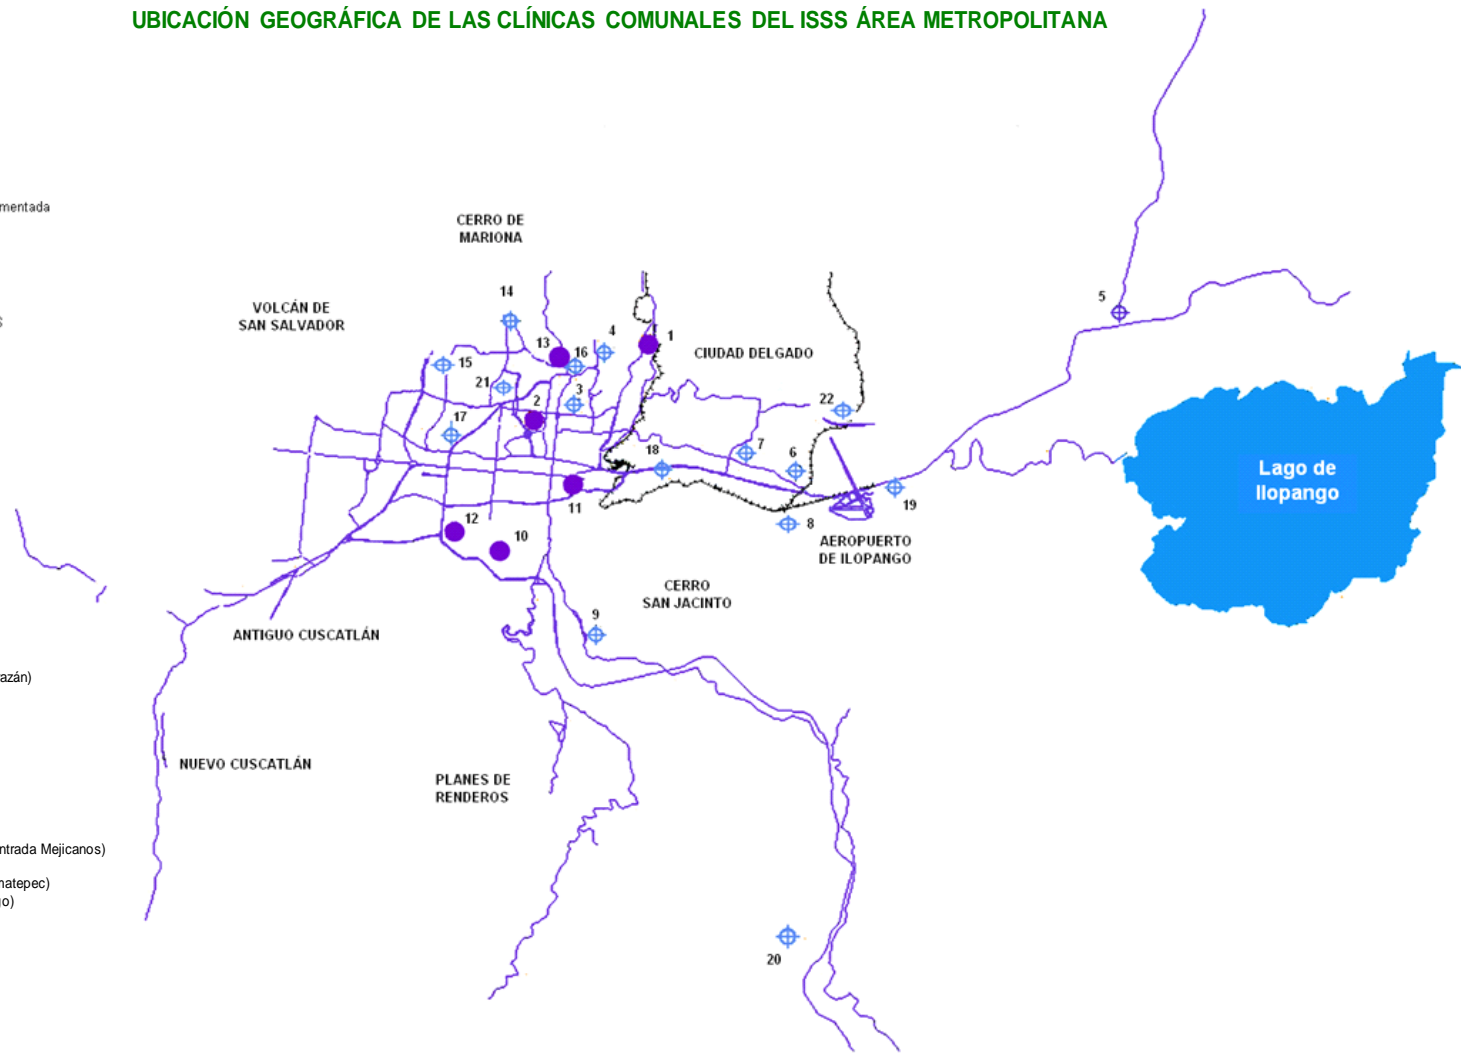 UBICACIÓN GEOGRÁFICA DE LAS CLÍNICAS COMUNALES DEL ISSS ÁREA METROPOLITANA
mentada
CERRO DE
MARIONA
14
5
VOLCÁN DE
SAN SALVADOR
S
4
1
13
16
CIUDAD DELGADO
15
21
3
2
22
17
7
18
6
Lago de
Ilopango
11
19
12
8
10
AEROPUERTO
DE ILOPANGO
CERRO
SAN JACINTO
9
ANTIGUO CUSCATLÁN
azán)
NUEVO CUSCATLÁN
PLANES DE
RENDEROS
ntrada Mejicanos)
natepec)
go)
20